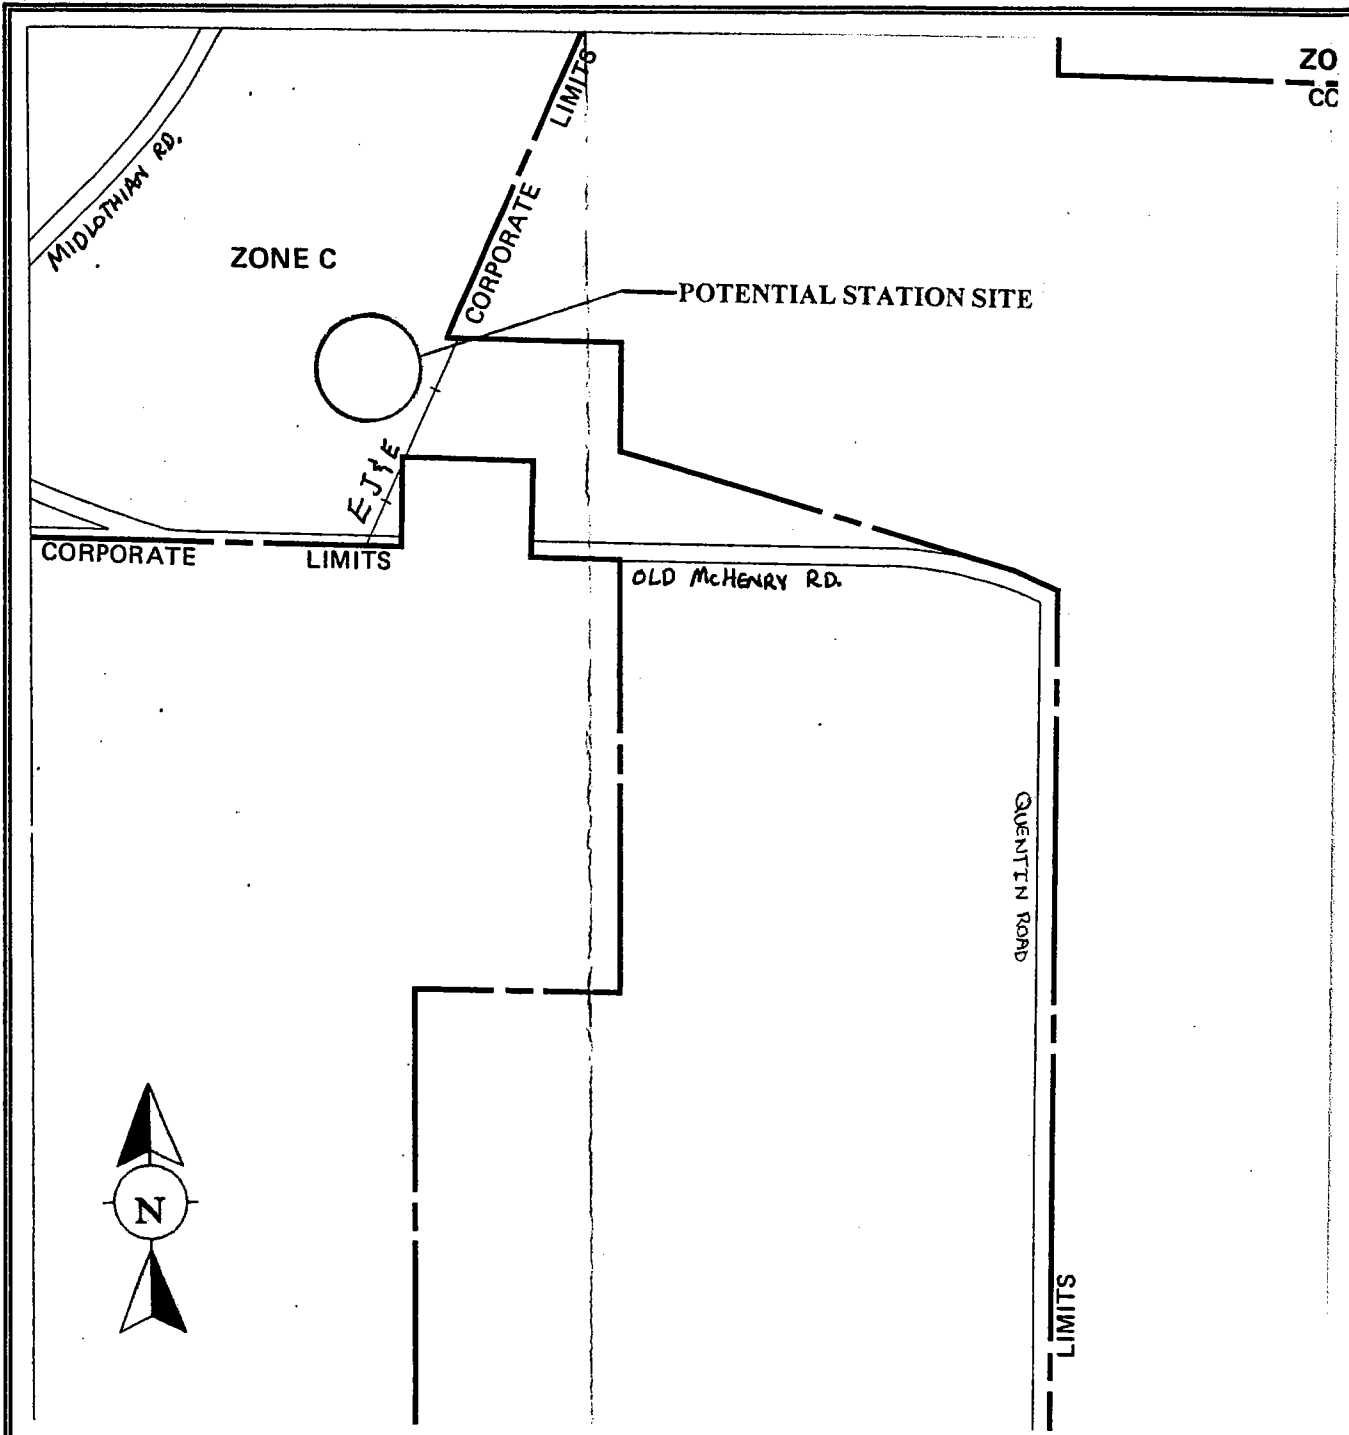 ZO
CC
LIMITS
MIDLOTHIAN RD.
CORPORATE
ZONE C
POTENTIAL STATION SITE
EJ&E
CORPORATE
LIMITS
OLD McHENRY RD.
QUENTIN ROAD
N
LIMITS